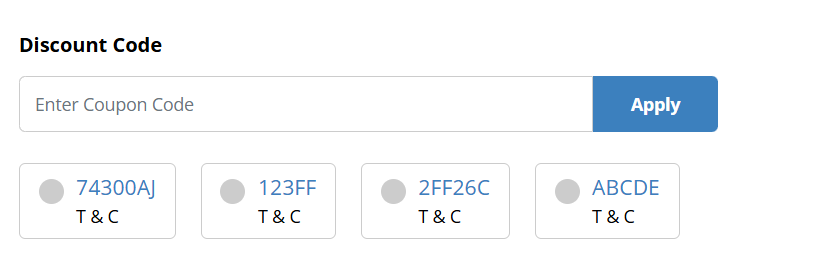 Discount Code
Enter Coupon Code
Apply
74300AJ
T & C
123FF
T & C
2FF26C
T & C
ABCDE
T & C